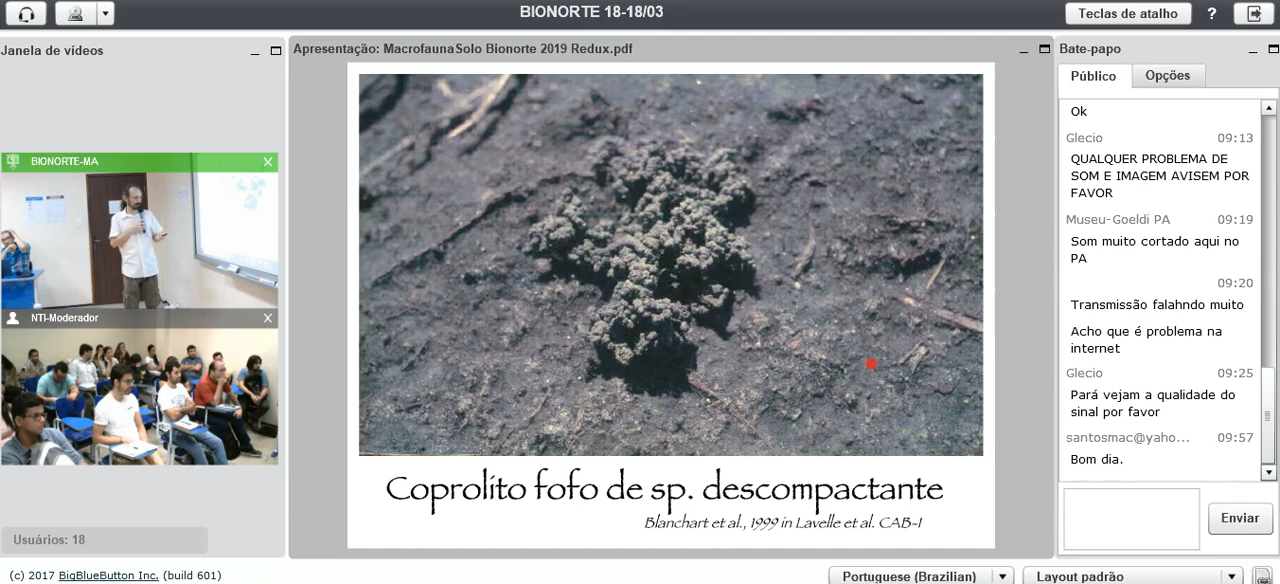 BIONORTE 18-18/03
Teclas de atalho
?
Janela de vídeos
BIONORTE-MA
NTI-Moderador
Usuários: 18
Apresentação: MacrofaunaSolo Bionorte 2019 Redux.pdf
Coprolito fofo de sp. descompactante
Blanchart et al., 1999 in Lavelle et al. CAB-I
Bate-papo
Público
Opções
Ok
Glecio 09:13
QUALQUER PROBLEMA DE
SOM E IMAGEM AVISEM POR
FAVOR
Museu-Goeldi PA 09:19
Som muito cortado aqui no
PA
09:20
Transmissão falahndo muito
Acho que é problema na
internet
Glecio 09:25
Pará vejam a qualidade do
sinal por favor
santosmac@yaho... 09:57
Bom dia.
Enviar
(c) 2017 BigBlueButton Inc. (build 601)
Portuguese (Brazilian)
Layout padrão